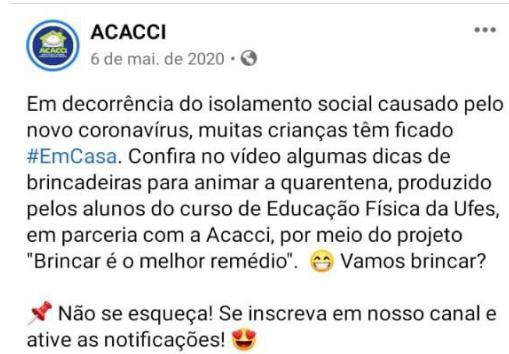 ACACCI
6 de mai. de 2020 •
Em decorrência do isolamento social causado pelo
novo coronavírus, muitas crianças têm ficado
#EmCasa. Confira no vídeo algumas dicas de
brincadeiras para animar a quarentena, produzido
pelos alunos do curso de Educação Física da Ufes,
em parceria com a Acacci, por meio do projeto
"Brincar é o melhor remédio". 😁 Vamos brincar?
📌 Não se esqueça! Se inscreva em nosso canal e
ative as notificações! 😍